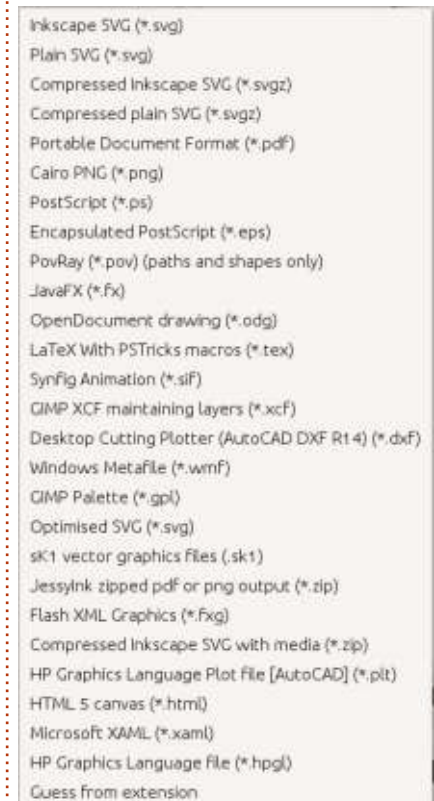 Inkscape SVG (*.svg)
Plain SVG (*.svg)
Compressed Inkscape SVG (*.svgz)
Compressed plain SVG (*.svgz)
Portable Document Format (*.pdf)
Cairo PNG (*.png)
PostScript (*.ps)
Encapsulated PostScript (*.eps)
PovRay (*.pov) (paths and shapes only)
JavaFX (*.fx)
OpenDocument drawing (*.odg)
LaTeX With PSTricks macros (*.tex)
Synfig Animation (*.sif)
GIMP XCF maintaining layers (*.xcf)
Desktop Cutting Plotter (AutoCAD DXF R14) (*.dxf)
Windows Metafile (*.wmf)
GIMP Palette (*.gpl)
Optimised SVG (*.svg)
sK1 vector graphics files (.sk1)
JessyInk zipped pdf or png output (*.zip)
Flash XML Graphics (*.fxg)
Compressed Inkscape SVG with media (*.zip)
HP Graphics Language Plot file [AutoCAD] (*.plt)
HTML 5 canvas (*.html)
Microsoft XAML (*.xaml)
HP Graphics Language file (*.hpgl)
Guess from extension